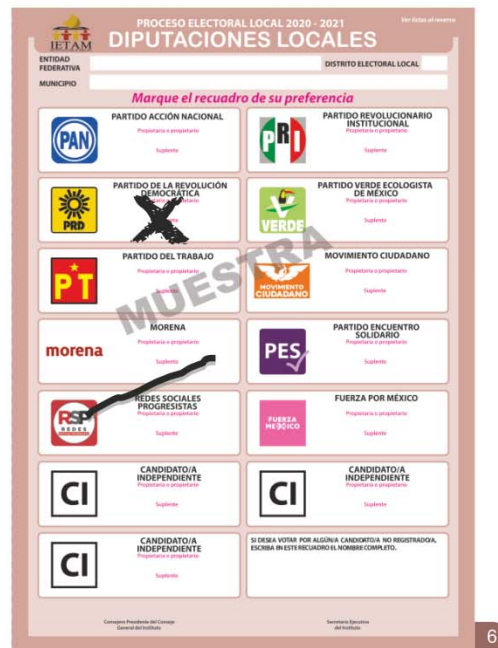 IETAM
PROCESO ELECTORAL LOCAL 2020 - 2021
DIPUTACIONES LOCALES
Ver listas al reverso
ENTIDAD FEDERATIVA
DISTRITO ELECTORAL LOCAL
MUNICIPIO
Marque el recuadro de su preferencia
PAN
PARTIDO ACCIÓN NACIONAL
Propietaria o propietario
Suplente
PRI
PARTIDO REVOLUCIONARIO
INSTITUCIONAL
Propietaria o propietario
Suplente
PRD
PARTIDO DE LA REVOLUCIÓN
DEMOCRÁTICA
VERDE
PARTIDO VERDE ECOLOGISTA
DE MÉXICO
Propietaria o propietario
Suplente
PT
PARTIDO DEL TRABAJO
Propietaria o propietario
Suplente
MOVIMIENTO
CIUDADANO
MOVIMIENTO CIUDADANO
Propietaria o propietario
Suplente
MUESTRA
morena
MORENA
Propietaria o propietario
Suplente
PES
PARTIDO ENCUENTRO
SOLIDARIO
Propietaria o propietario
Suplente
RSP
REDES
REDES SOCIALES
PROGRESISTAS
Propietaria o propietario
Suplente
FUERZA
MÉXICO
FUERZA POR MÉXICO
Propietaria o propietario
Suplente
CI
CANDIDATO/A
INDEPENDIENTE
Propietaria o propietario
Suplente
CI
CANDIDATO/A
INDEPENDIENTE
Propietaria o propietario
Suplente
CI
CANDIDATO/A
INDEPENDIENTE
Propietaria o propietario
Suplente
SI DESEA VOTAR POR ALGÚN/A CANDIDATO/A NO REGISTRADO/A,
ESCRIBA EN ESTE RECUADRO EL NOMBRE COMPLETO.
Consejero Presidente del Consejo
General del Instituto
Secretario Ejecutivo
del Instituto
6